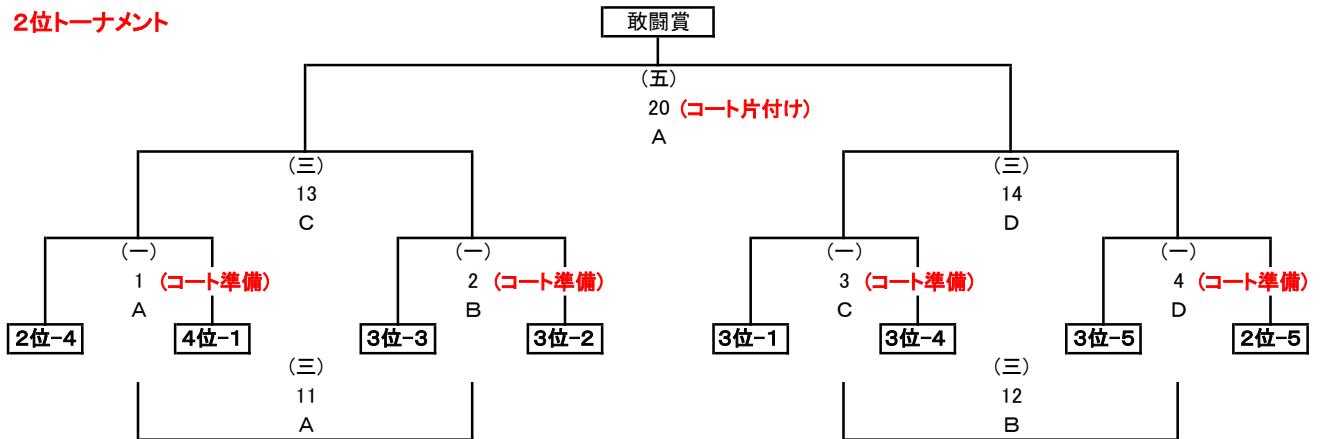 2位トーナメント
敢闘賞
(五)
20 (コート片付け)
A
(三) (三)
13 14
C D
(一) (一) (一) (一)
1 (コート準備) 2 (コート準備) 3 (コート準備) 4 (コート準備)
A B C D
2位-4 4位-1 3位-3 3位-2 3位-1 3位-4 3位-5 2位-5
(三) (三)
11 12
A B